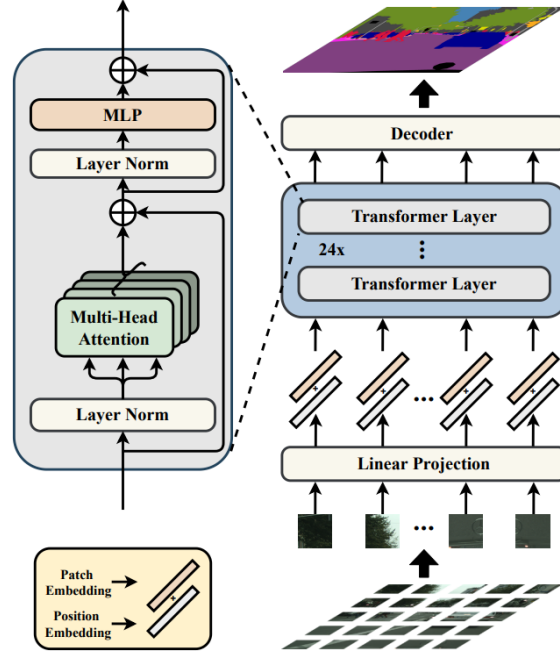 MLP
Layer Norm
Multi-Head
Attention
Layer Norm
Patch
Embedding
Position
Embedding
Decoder
Transformer Layer
24x
Transformer Layer
...
Linear Projection
...